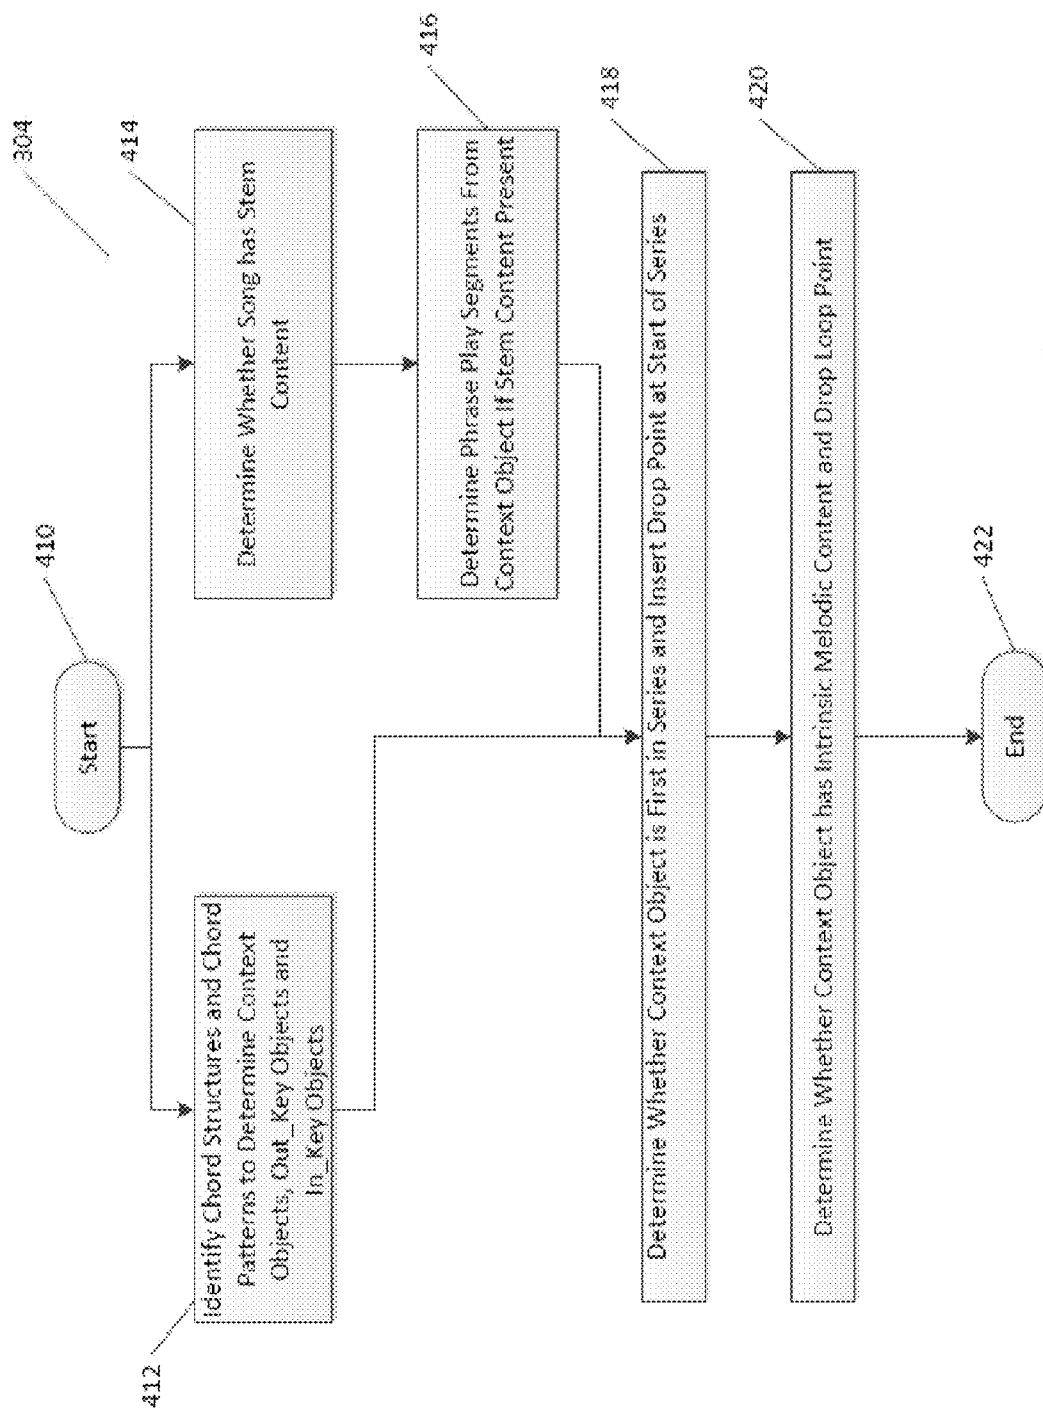 304
410
Start
412
Identify Chord Structures and Chord
Patterns to Determine Context
Objects, Out_Key Objects and
In_Key Objects
414
Determine Whether Song has Stem
Content
416
Determine Phrase Play Segments From
Context Object If Stem Content Present
418
Determine Whether Context Object is First in Series and Insert Drop Point at Start of Series
420
Determine Whether Context Object has Intrinsic Melodic Content and Drop Loop Point
422
End